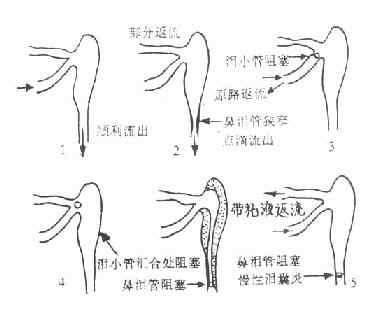 部分返流
顺利流出
1
2
鼻泪管狭窄
点滴流出
泪小管阻塞
原路返流
3
4
泪小管汇合处阻塞
鼻泪管阻塞
带粘液返流
鼻泪管阻塞
慢性泪囊炎
5